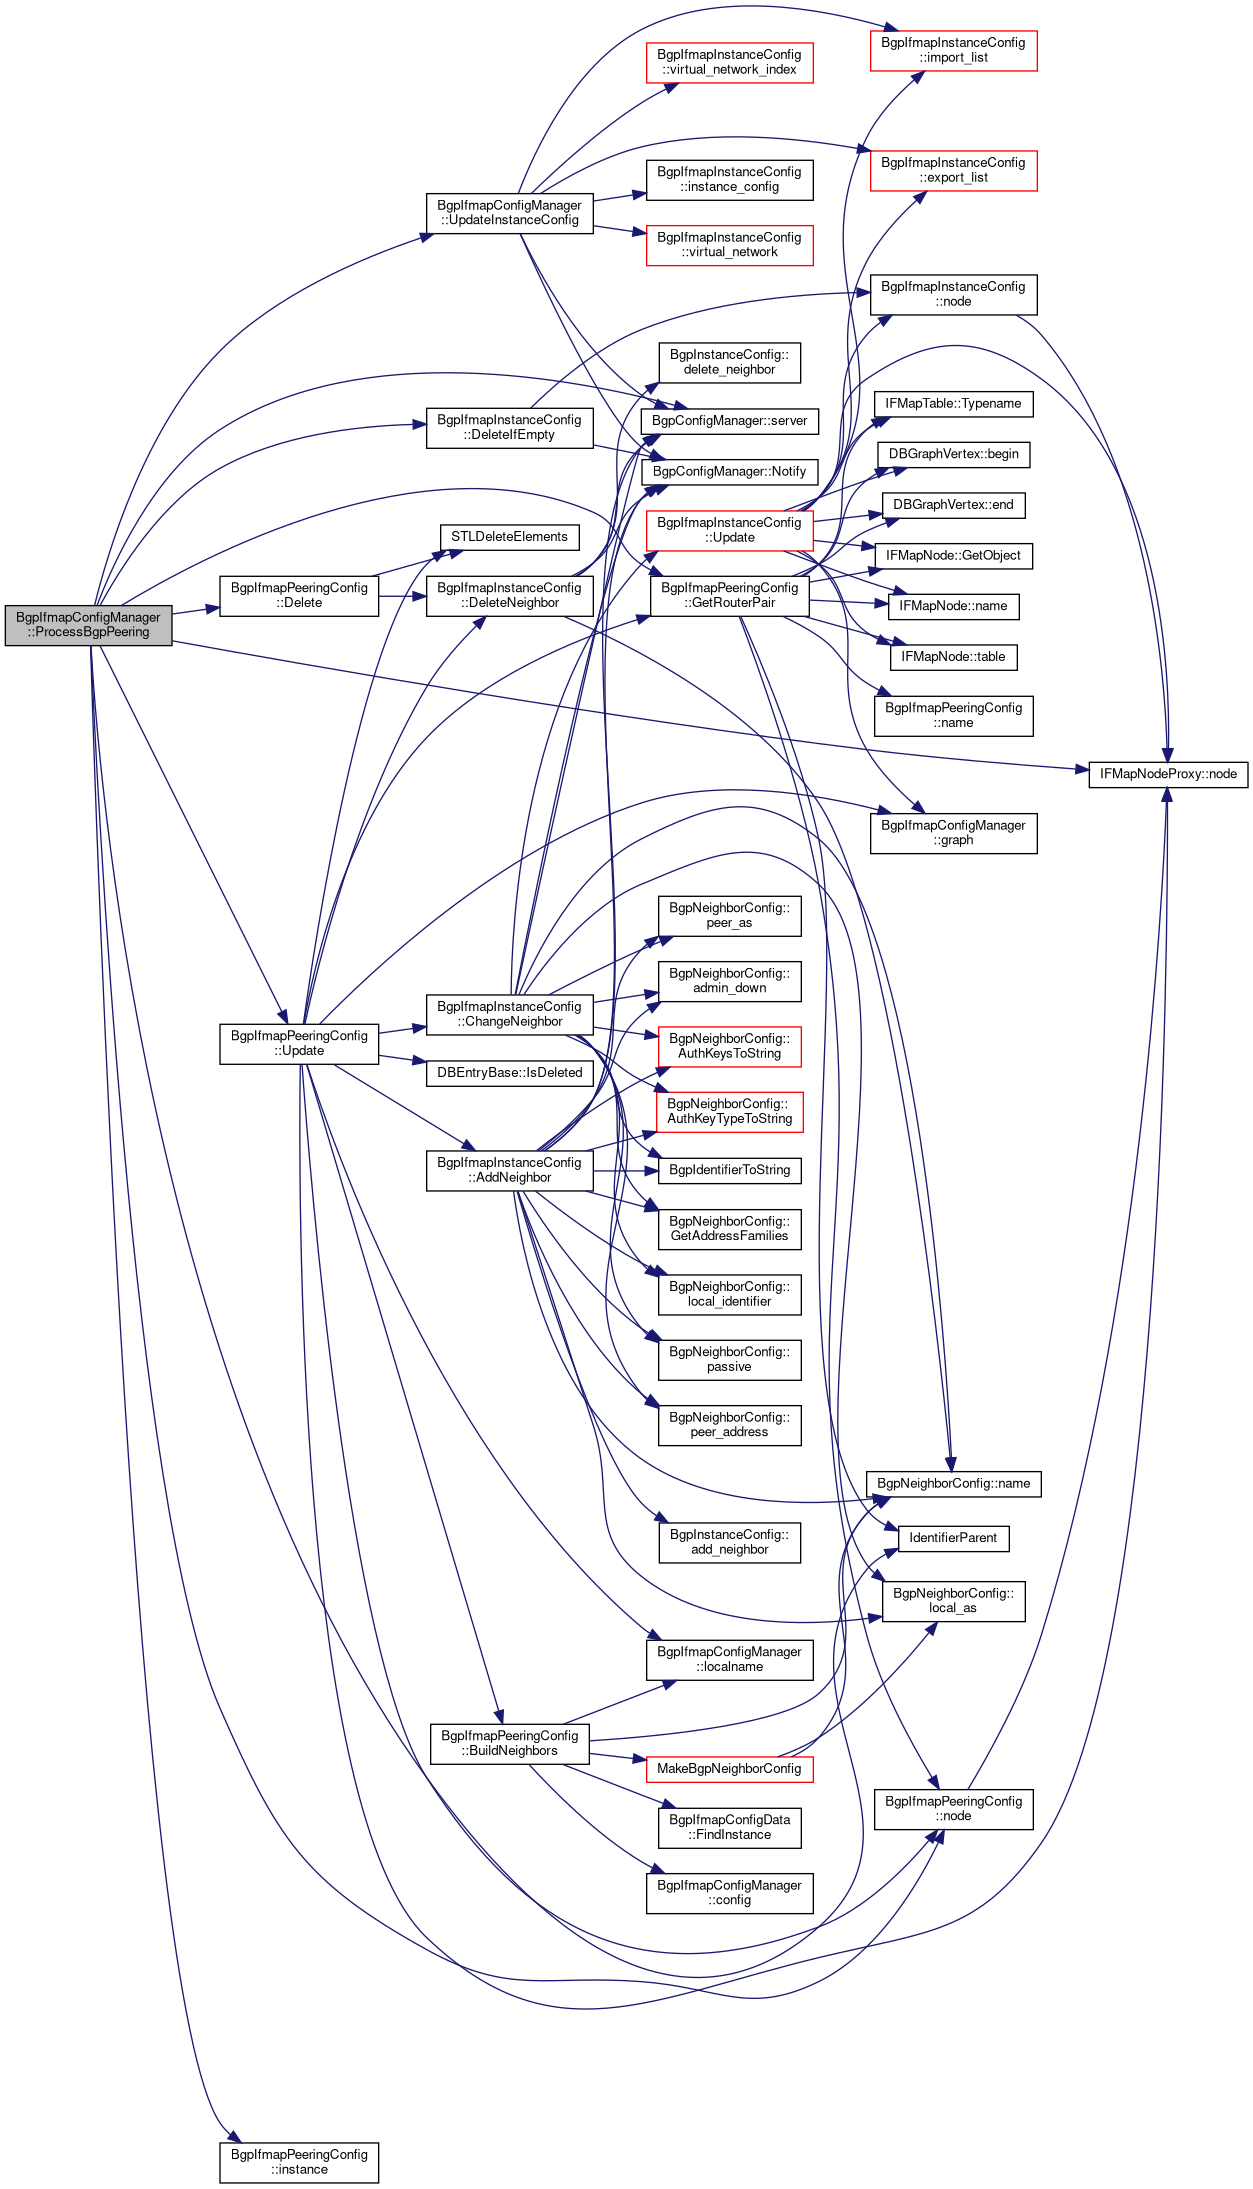 BgpIfmapConfigManager
::ProcessBgpPeering
BgpIfmapConfigManager
::UpdateInstanceConfig
BgpIfmapInstanceConfig
::DeleteIfEmpty
STLDeleteElements
BgpIfmapPeeringConfig
::Delete
BgpIfmapInstanceConfig
::DeleteNeighbor
BgpIfmapPeeringConfig
::Update
BgpIfmapInstanceConfig
::ChangeNeighbor
DBEntryBase::IsDeleted
BgpIfmapInstanceConfig
::AddNeighbor
BgpIfmapPeeringConfig
::BuildNeighbors
BgpIfmapPeeringConfig
::instance
BgpIfmapInstanceConfig
::virtual_network_index
BgpIfmapInstanceConfig
::instance_config
BgpIfmapInstanceConfig
::virtual_network
BgpInstanceConfig::
delete_neighbor
BgpConfigManager::server
BgpConfigManager::Notify
BgpIfmapInstanceConfig
::Update
BgpIfmapPeeringConfig
::GetRouterPair
BgpNeighborConfig::
peer_as
BgpNeighborConfig::
admin_down
BgpNeighborConfig::
AuthKeysToString
BgpNeighborConfig::
AuthKeyTypeToString
BgpIdentifierToString
BgpNeighborConfig::
GetAddressFamilies
BgpNeighborConfig::
local_identifier
BgpNeighborConfig::
passive
BgpNeighborConfig::
peer_address
BgpInstanceConfig::
add_neighbor
BgpIfmapConfigManager
::localname
MakeBgpNeighborConfig
BgpIfmapConfigData
::FindInstance
BgpIfmapConfigManager
::config
BgpIfmapInstanceConfig
::import_list
BgpIfmapInstanceConfig
::export_list
BgpIfmapInstanceConfig
::node
IFMapTable::Typename
DBGraphVertex::begin
DBGraphVertex::end
IFMapNode::GetObject
IFMapNode::name
IFMapNode::table
BgpIfmapPeeringConfig
::name
BgpIfmapConfigManager
::graph
BgpNeighborConfig::name
IdentifierParent
BgpNeighborConfig::
local_as
BgpIfmapPeeringConfig
::node
IFMapNodeProxy::node